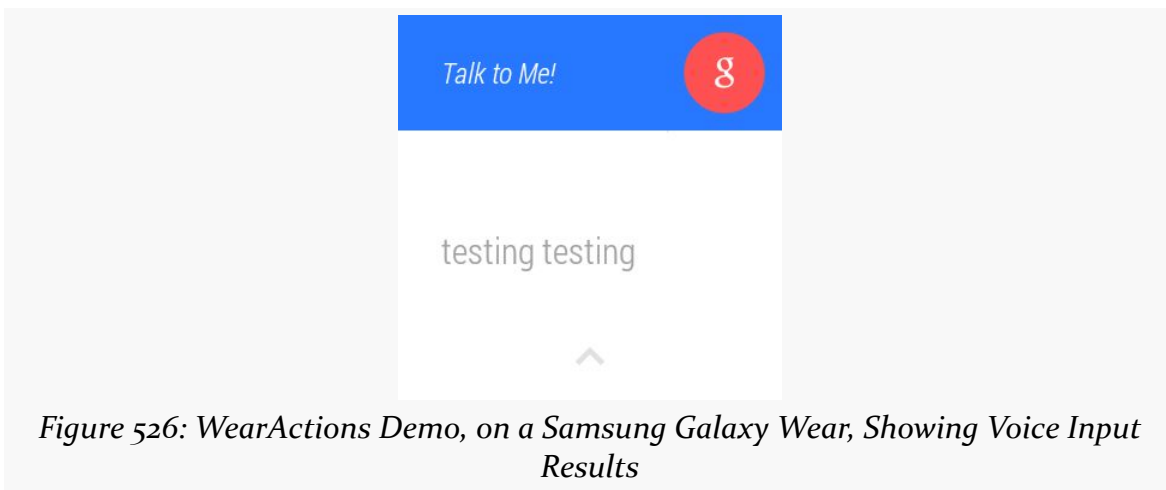 Talk to Me!
g
testing testing
Figure 526: WearActions Demo, on a Samsung Galaxy Wear, Showing Voice Input
Results